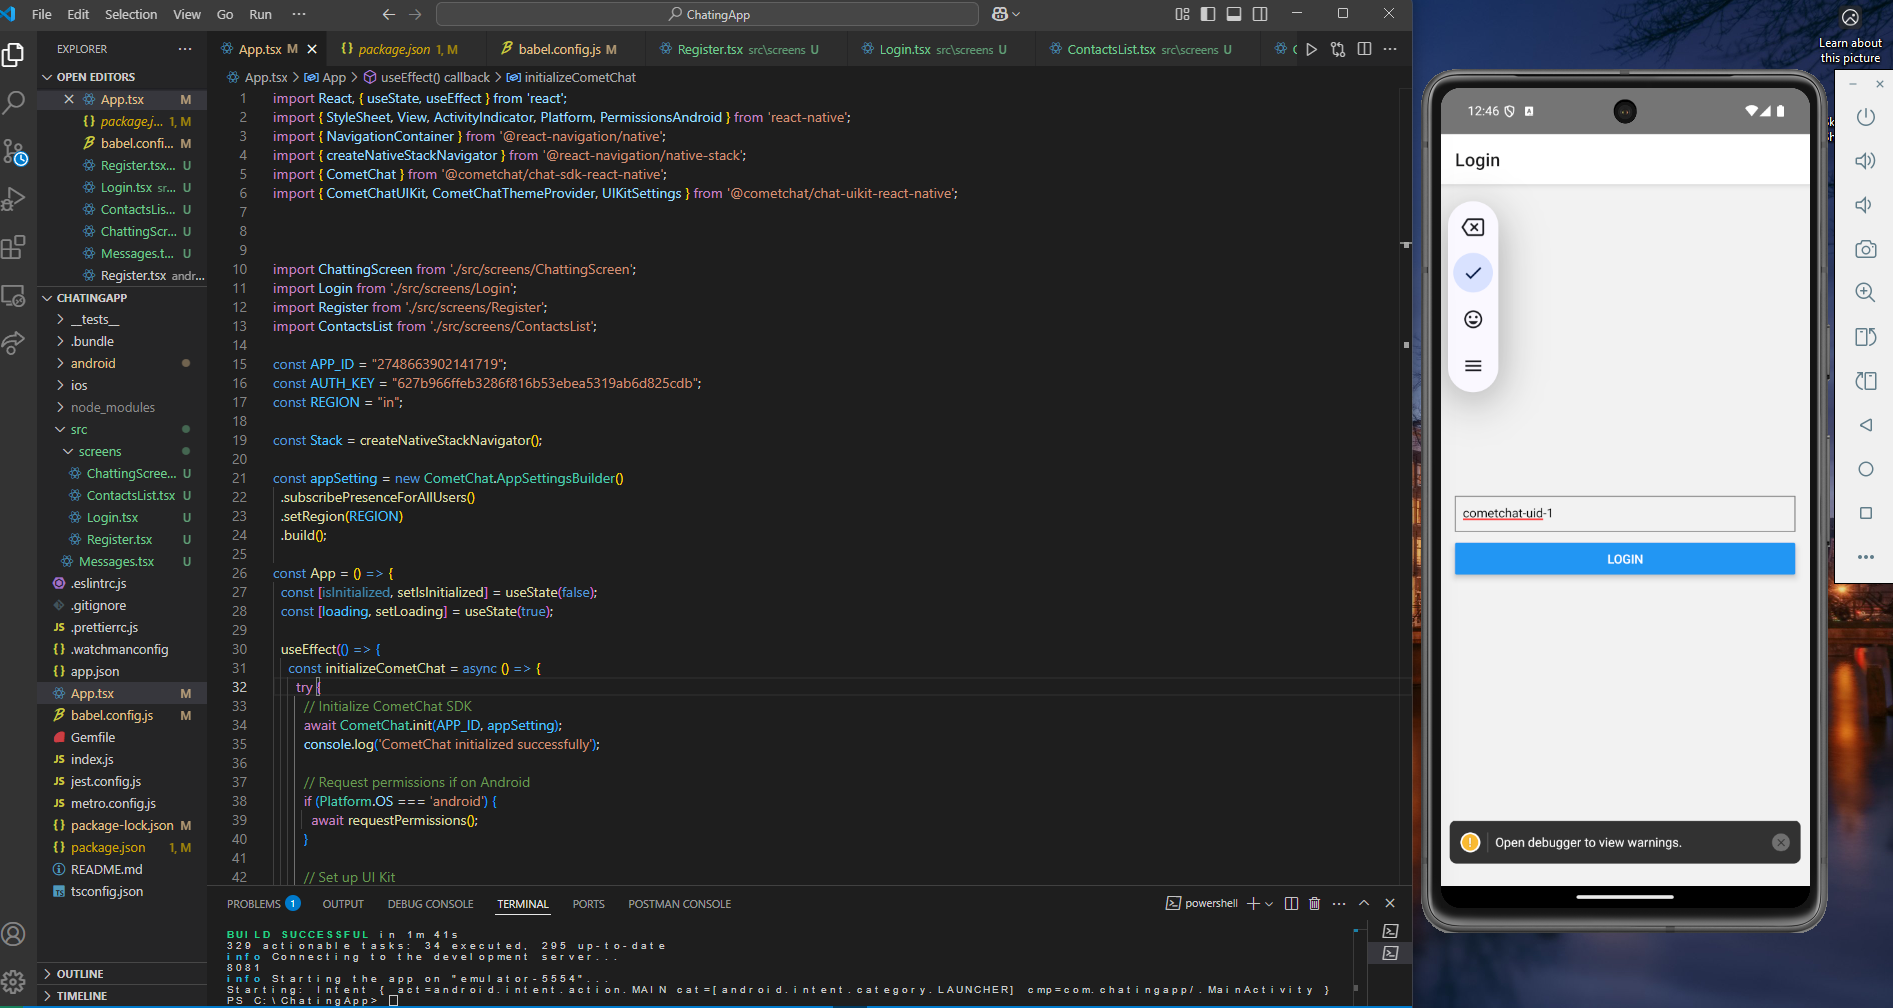 File Edit Selection View Go Run ··· ChatingApp
EXPLORER ···
OPEN EDITORS
App.tsx M
package.j... 1, M
babel.confi... M
Register.tsx... U
Login.tsx sr... U
ContactsLis... U
ChattingScr... U
Messages.t... U
Register.tsx andr...
CHATINGAPP
__tests__
.bundle
android
ios
node_modules
src
screens
ChattingScree... U
ContactsList.tsx U
Login.tsx U
Register.tsx U
Messages.tsx U
.eslintrc.js
.gitignore
JS .prettierrc.js
{} .watchmanconfig
{} app.json
App.tsx M
babel.config.js M
Gemfile
JS index.js
JS jest.config.js
JS metro.config.js
{} package-lock.json M
{} package.json 1, M
README.md
TS tsconfig.json
OUTLINE
TIMELINE
App.tsx M {} package.json 1, M babel.config.js M Register.tsx src\screens U Login.tsx src\screens U ContactsList.tsx src\screens U
App.tsx > App > useEffect() callback > initializeCometChat
1 import React, { useState, useEffect } from 'react';
2 import { StyleSheet, View, ActivityIndicator, Platform, PermissionsAndroid } from 'react-native';
3 import { NavigationContainer } from '@react-navigation/native';
4 import { createNativeStackNavigator } from '@react-navigation/native-stack';
5 import { CometChat } from '@cometchat/chat-sdk-react-native';
6 import { CometChatUIKit, CometChatThemeProvider, UIKitSettings } from '@cometchat/chat-uikit-react-native';
7
8
9
10 import ChattingScreen from './src/screens/ChattingScreen';
11 import Login from './src/screens/Login';
12 import Register from './src/screens/Register';
13 import ContactsList from './src/screens/ContactsList';
14
15 const APP_ID = "2748663902141719";
16 const AUTH_KEY = "627b966ffeb3286f816b53ebea5319ab6d825cdb";
17 const REGION = "in";
18
19 const Stack = createNativeStackNavigator();
20
21 const appSetting = new CometChat.AppSettingsBuilder()
22 .subscribePresenceForAllUsers()
23 .setRegion(REGION)
24 .build();
25
26 const App = () => {
27 const [isInitialized, setIsInitialized] = useState(false);
28 const [loading, setLoading] = useState(true);
29
30 useEffect(() => {
31 const initializeCometChat = async () => {
32 try {
33 // Initialize CometChat SDK
34 await CometChat.init(APP_ID, appSetting);
35 console.log('CometChat initialized successfully');
36
37 // Request permissions if on Android
38 if (Platform.OS === 'android') {
39 await requestPermissions();
40 }
41
42 // Set up UI Kit
PROBLEMS 1 OUTPUT DEBUG CONSOLE TERMINAL PORTS POSTMAN CONSOLE powershell
BUILD SUCCESSFUL in 1m 41s
329 actionable tasks: 34 executed, 295 up-to-date
info Connecting to the development server...
8081
info Starting the app on "emulator-5554"...
Starting: Intent { act=android.intent.action.MAIN cat=[android.intent.category.LAUNCHER] cmp=com.chatingapp/.MainActivity }
PS C:\ChatingApp>
Learn about
this picture
12:46
Login
cometchat-uid-1
LOGIN
Open debugger to view warnings.